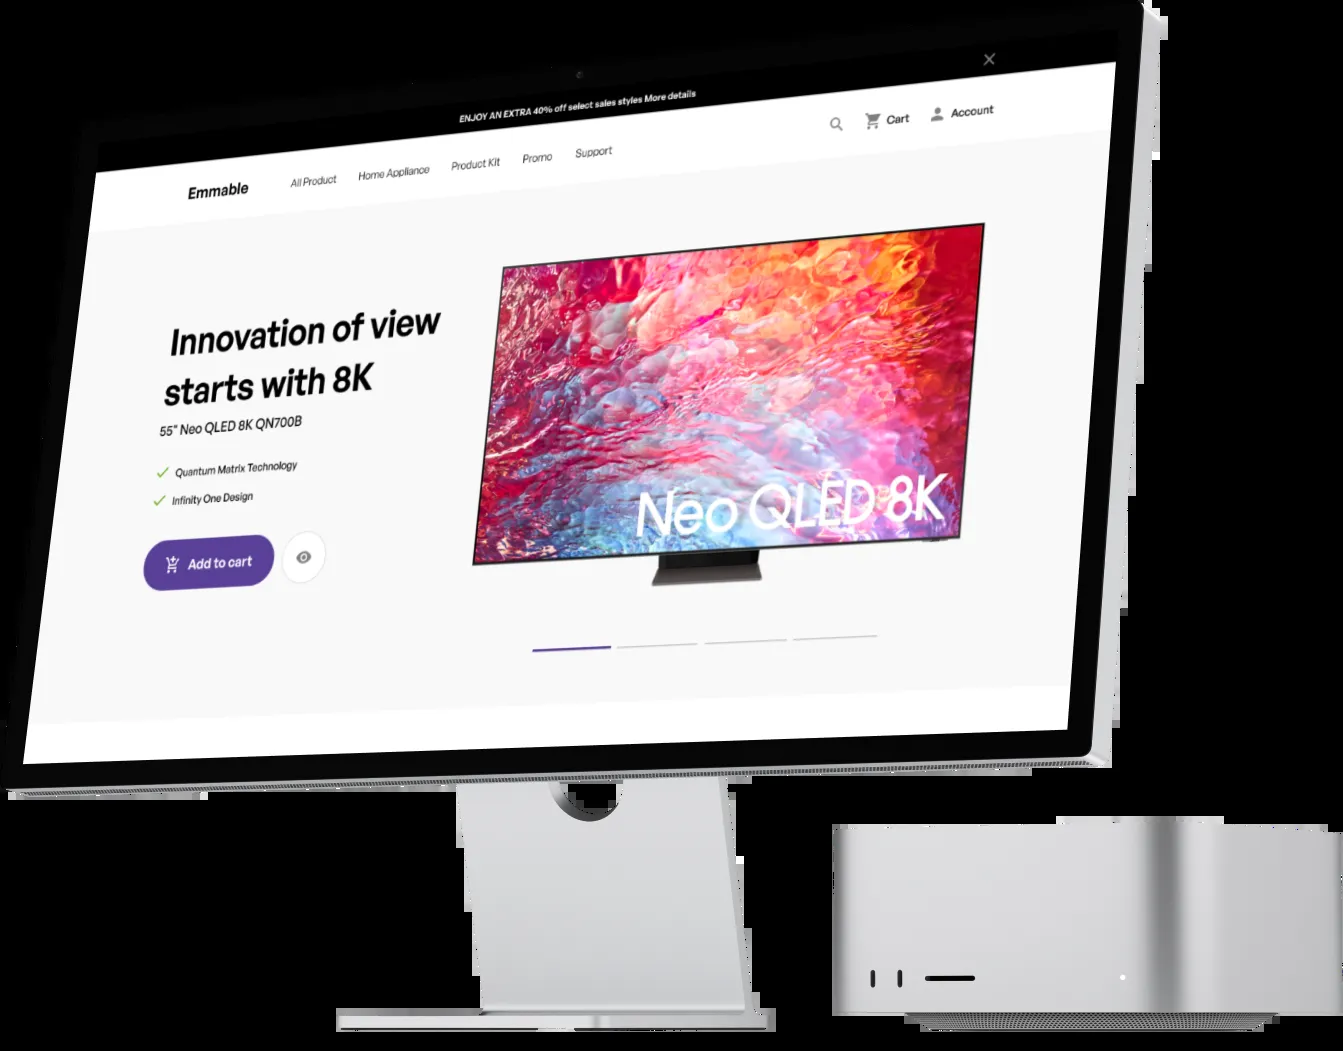 ENJOY AN EXTRA 40% off select sales styles More details
Emmable
All Product
Home Appliance
Product Kit
Promo
Support
Cart
Account
Innovation of view
starts with 8K
55" Neo QLED 8K QN700B
Quantum Matrix Technology
Infinity One Design
Add to cart
Neo QLED 8K